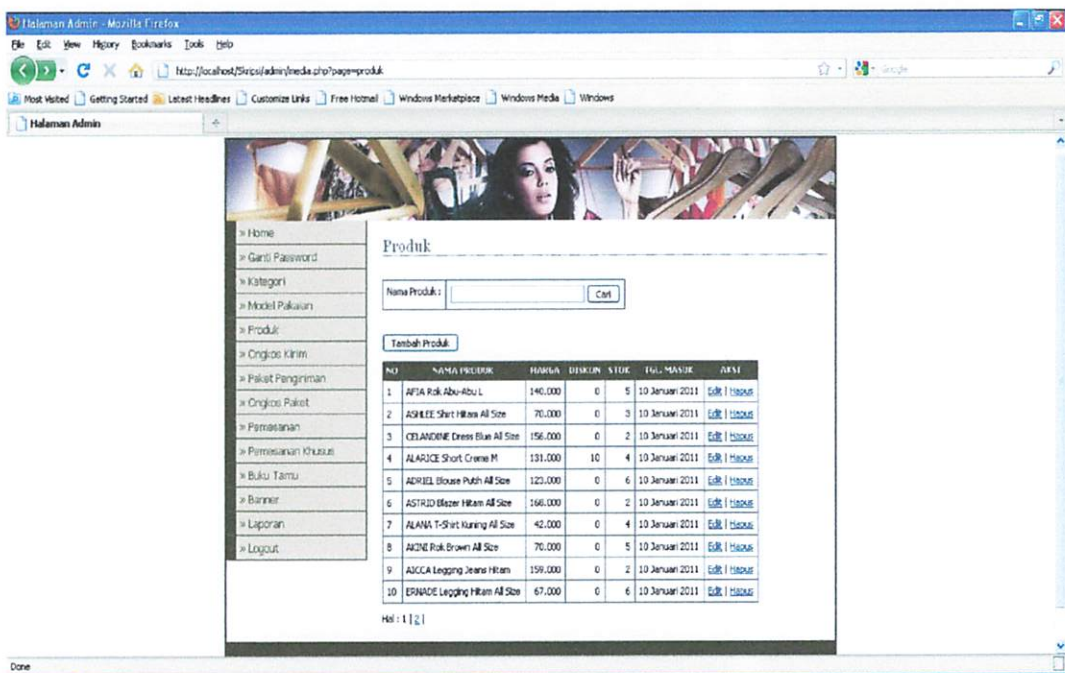 Halaman Admin - Mozilla Firefox
File Edit View History Bookmarks Tools Help
http://localhost/Skripsi/admin/media.php?page=produk
Google
Most Visited Getting Started Latest Headlines Customize Links Free Hotmail Windows Marketplace Windows Media Windows
Halaman Admin
» Home
» Ganti Password
» Kategori
» Model Pakaian
» Produk
» Ongkos Kirim
» Paket Pengiriman
» Ongkos Paket
» Pemesanan
» Pemesanan Khusus
» Buku Tamu
» Banner
» Laporan
» Logout
Produk
Nama Produk : Cari
Tambah Produk
NO NAMA PRODUK HARGA DISKON STOK TGL. MASUK AKSI
1 AFIA Rok Abu-Abu L 140.000 0 5 10 Januari 2011 Edit | Hapus
2 ASHLEE Shirt Hitam All Size 70.000 0 3 10 Januari 2011 Edit | Hapus
3 CELANDINE Dress Blue All Size 156.000 0 2 10 Januari 2011 Edit | Hapus
4 ALARICE Short Creme M 131.000 10 4 10 Januari 2011 Edit | Hapus
5 ADRIEL Blouse Putih All Size 123.000 0 6 10 Januari 2011 Edit | Hapus
6 ASTRID Blazer Hitam All Size 168.000 0 2 10 Januari 2011 Edit | Hapus
7 ALANA T-Shirt Kuning All Size 42.000 0 4 10 Januari 2011 Edit | Hapus
8 Rok Brown All Size 70.000 0 5 10 Januari 2011 Edit | Hapus
9 AICCA Legging Jeans Hitam 159.000 0 2 10 Januari 2011 Edit | Hapus
10 ERNADE Legging Hitam All Size 67.000 0 6 10 Januari 2011 Edit | Hapus
Hal : 1 | 2 |
Done